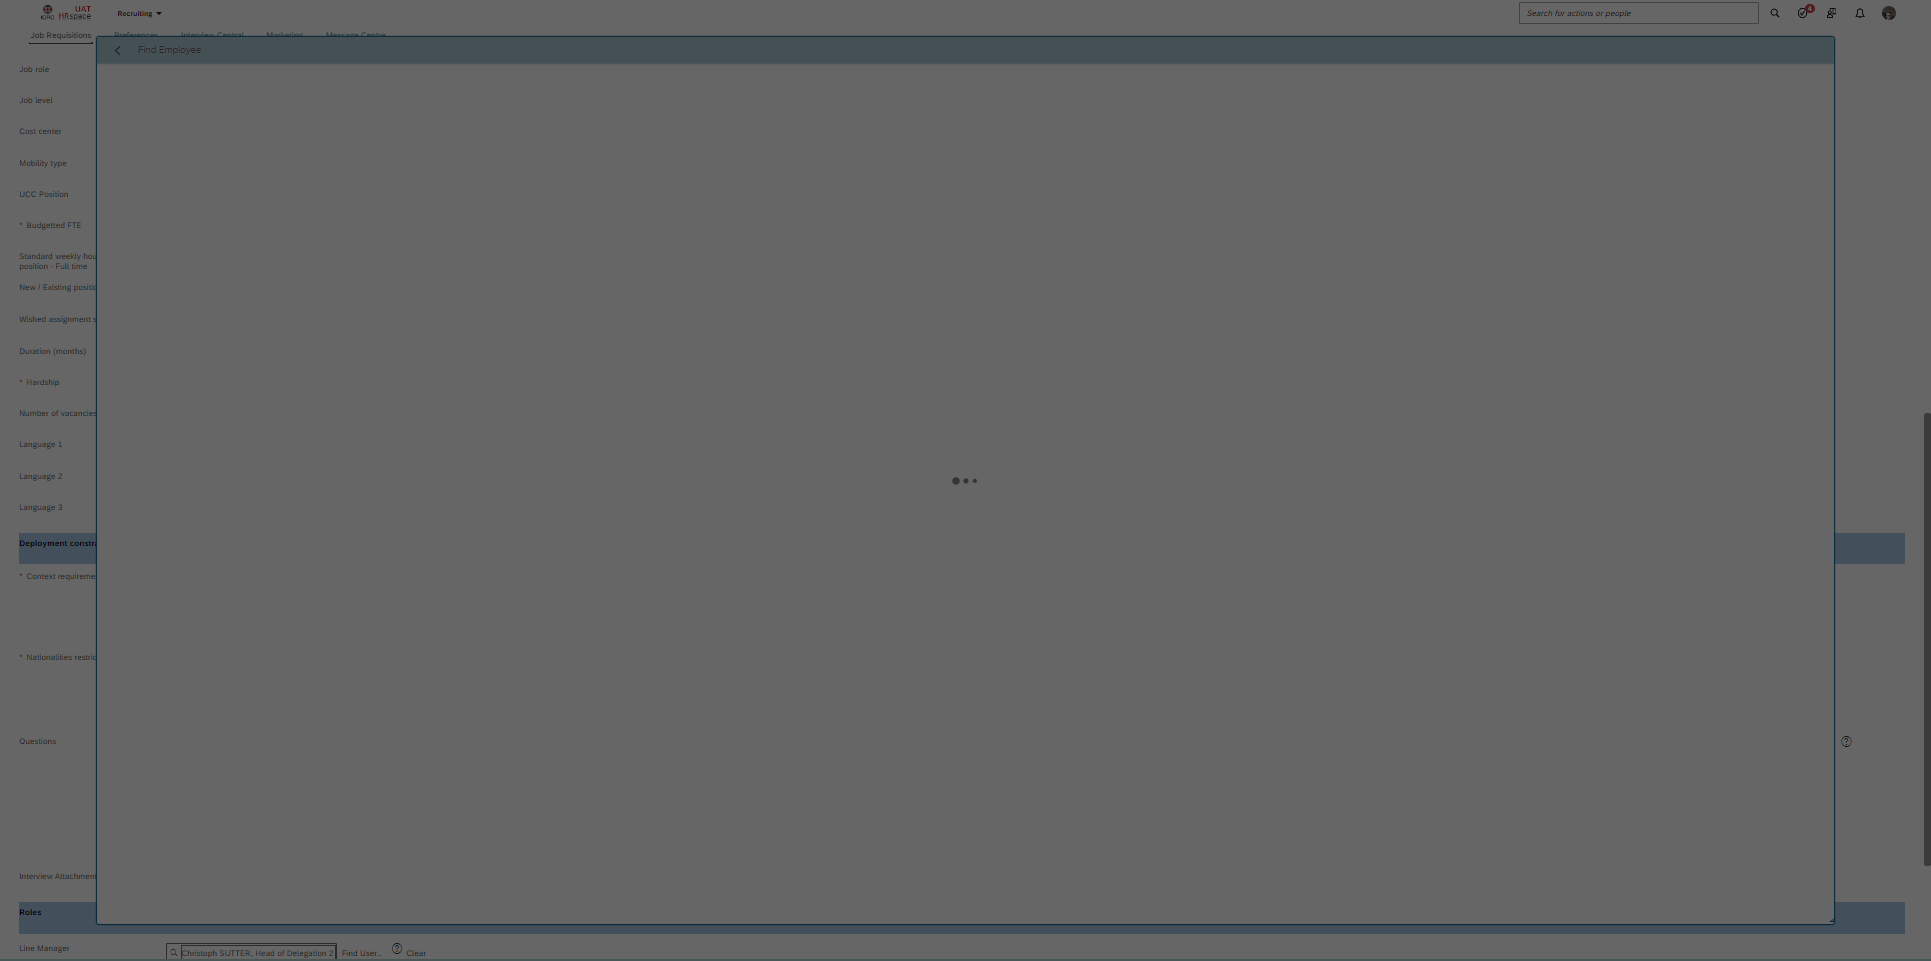 UAT
ICRC HRspace
Recruiting
Search for actions or people
4
Job Requisitions
Preferences
Interview Central
Marketing
Message Centre
Find Employee
Job role
Job level
Cost center
Mobility type
UCC Position
* Budgetted FTE
Standard weekly hou
position - Full time
New / Existing positio
Wished assignment s
Duration (months)
* Hardship
Number of vacancies
Language 1
Language 2
Language 3
Deployment constra
* Context requireme
* Nationalities restric
Questions
Interview Attachment
Roles
Line Manager
Christoph SUTTER, Head of Delegation 2
Find User..
Clear